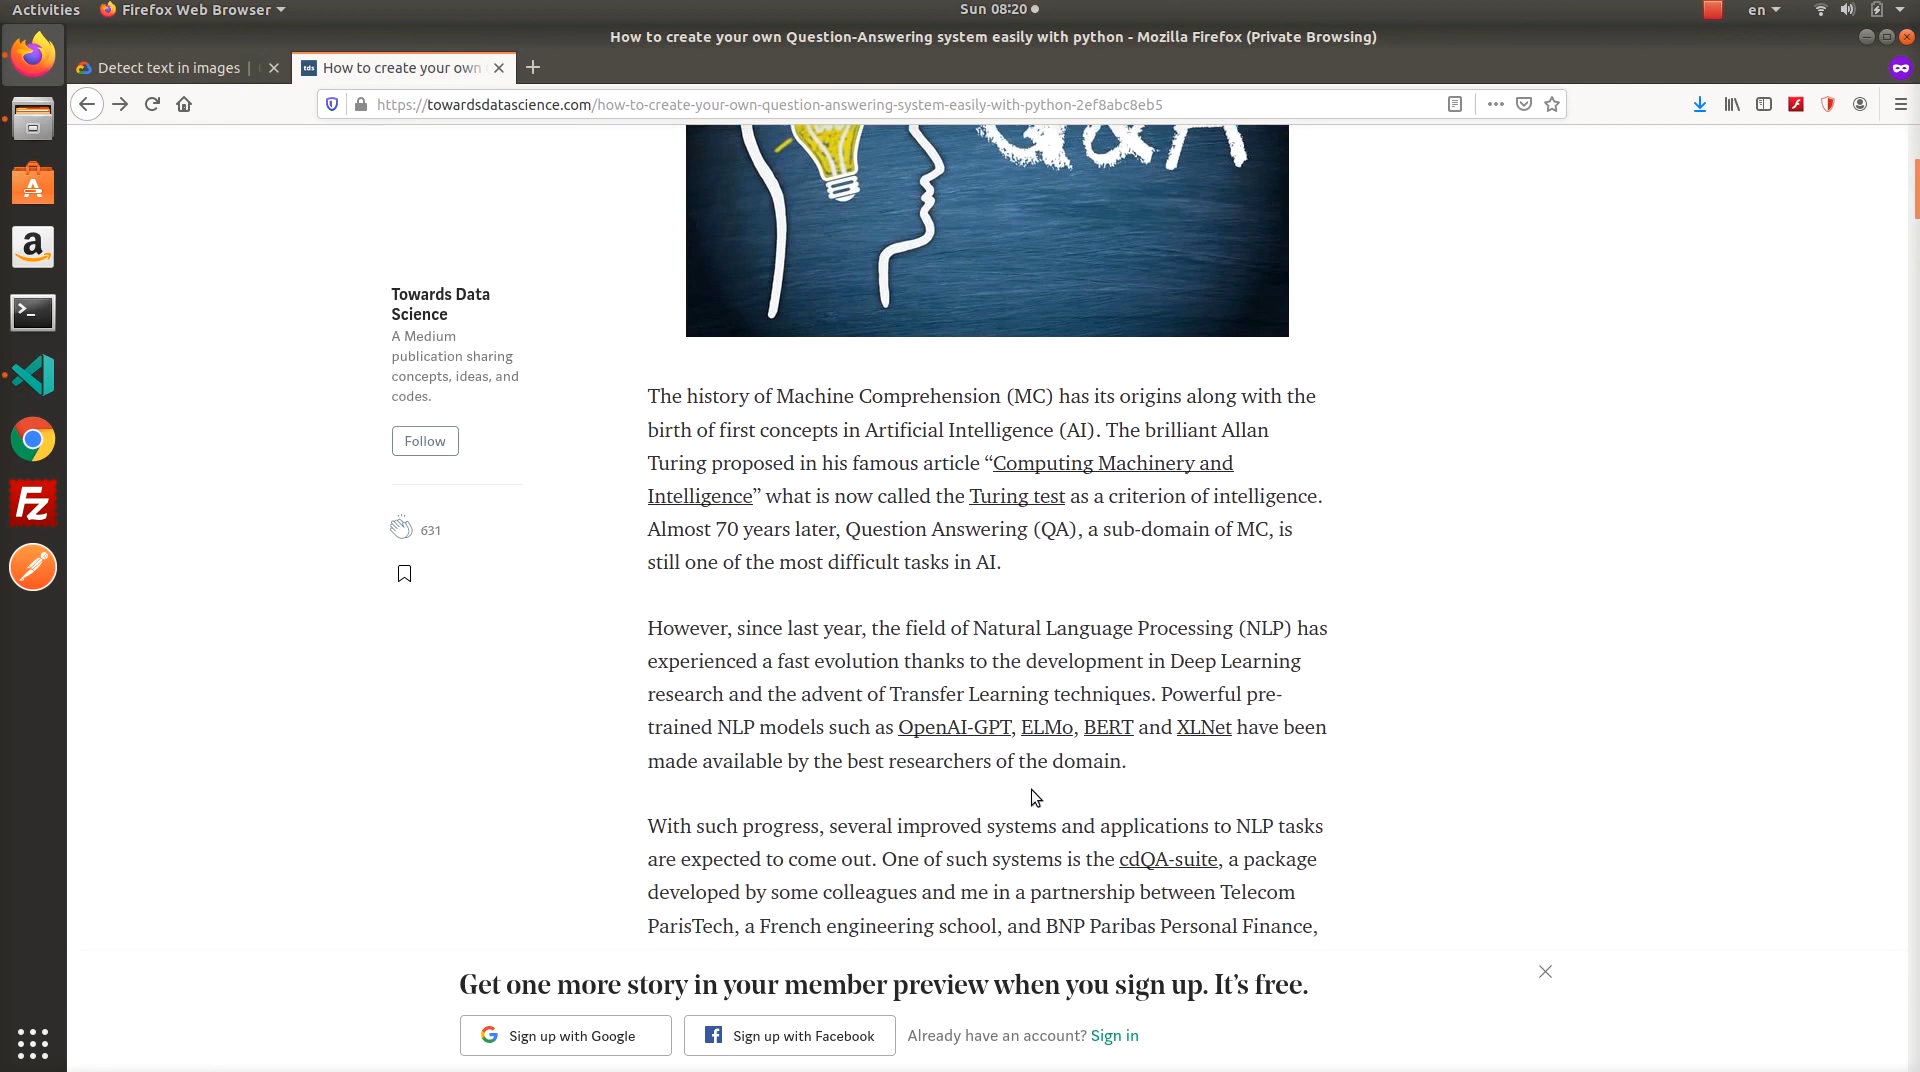 Activities
Firefox Web Browser
Sun 08:20
en
How to create your own Question-Answering system easily with python - Mozilla Firefox (Private Browsing)
Detect text in images |
tds
How to create your own
https://towardsdatascience.com/how-to-create-your-own-question-answering-system-easily-with-python-2ef8abc8eb5
Q&A
Towards Data
Science
A Medium
publication sharing
concepts, ideas, and
codes.
Follow
631
The history of Machine Comprehension (MC) has its origins along with the
birth of first concepts in Artificial Intelligence (AI). The brilliant Allan
Turing proposed in his famous article “Computing Machinery and
Intelligence” what is now called the Turing test as a criterion of intelligence.
Almost 70 years later, Question Answering (QA), a sub-domain of MC, is
still one of the most difficult tasks in AI.
However, since last year, the field of Natural Language Processing (NLP) has
experienced a fast evolution thanks to the development in Deep Learning
research and the advent of Transfer Learning techniques. Powerful pre-
trained NLP models such as OpenAI-GPT, ELMo, BERT and XLNet have been
made available by the best researchers of the domain.
With such progress, several improved systems and applications to NLP tasks
are expected to come out. One of such systems is the cdQA-suite, a package
developed by some colleagues and me in a partnership between Telecom
ParisTech, a French engineering school, and BNP Paribas Personal Finance,
Get one more story in your member preview when you sign up. It’s free.
Sign up with Google
Sign up with Facebook
Already have an account? Sign in